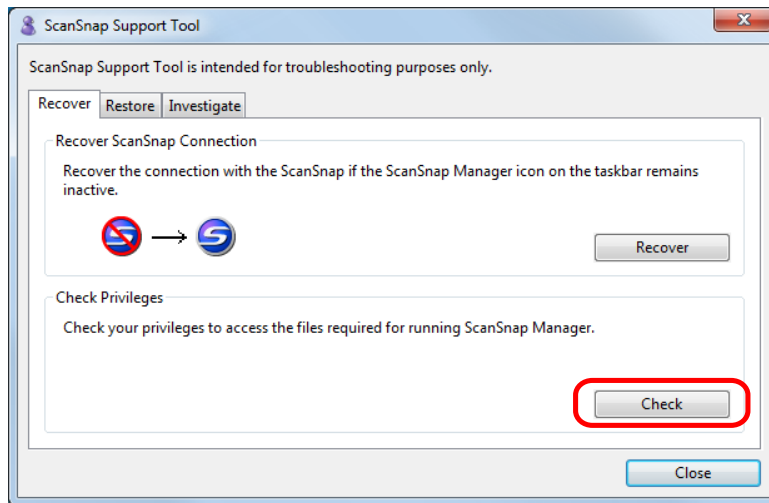 ScanSnap Support Tool
ScanSnap Support Tool is intended for troubleshooting purposes only.
Recover Restore Investigate
Recover ScanSnap Connection
Recover the connection with the ScanSnap if the ScanSnap Manager icon on the taskbar remains
inactive.
Recover
Check Privileges
Check your privileges to access the files required for running ScanSnap Manager.
Check
Close